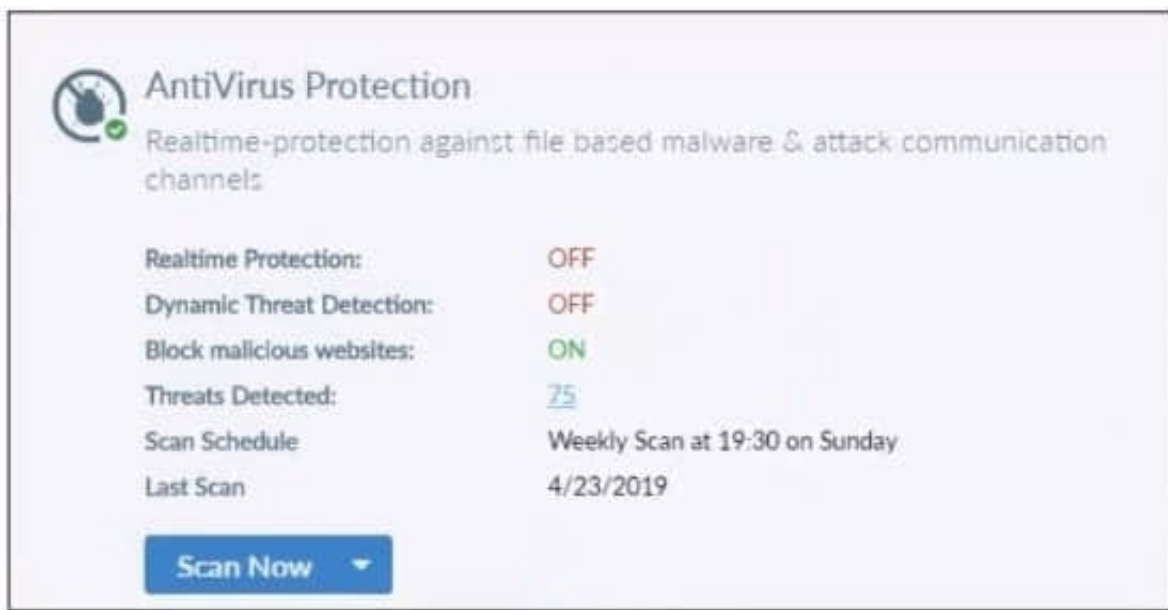 AntiVirus Protection
Realtime-protection against file based malware & attack communication
channels
Realtime Protection: OFF
Dynamic Threat Detection: OFF
Block malicious websites: ON
Threats Detected: 75
Scan Schedule Weekly Scan at 19:30 on Sunday
Last Scan 4/23/2019
Scan Now